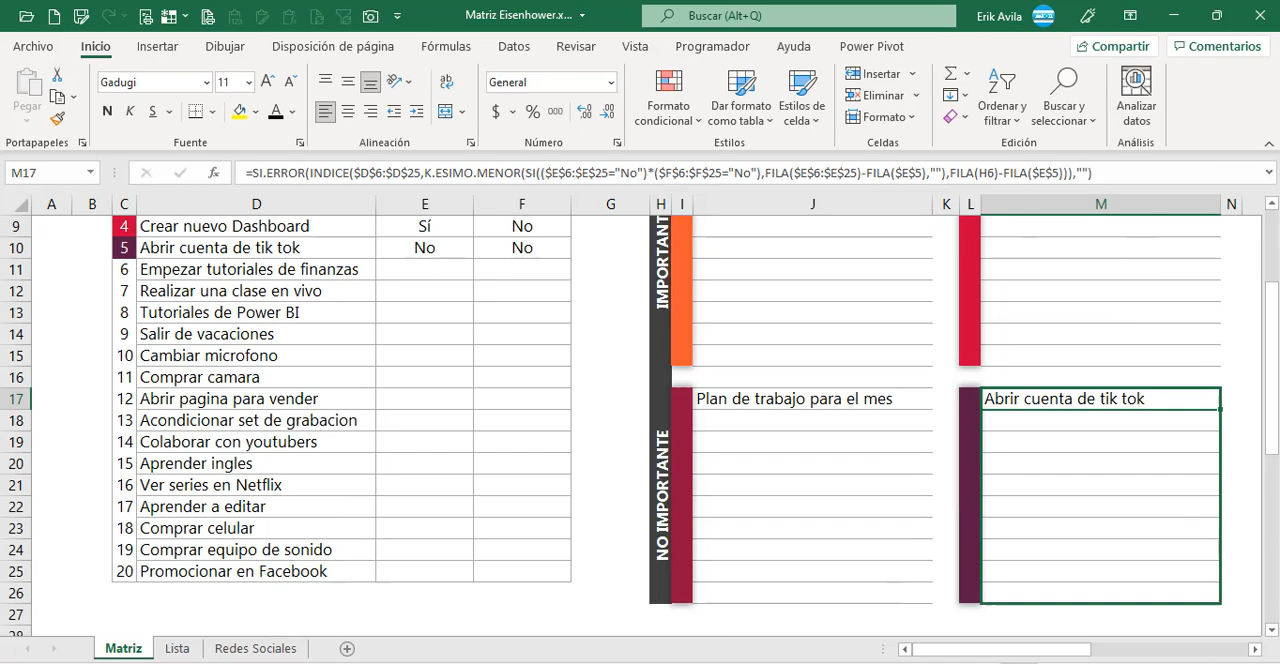 Matriz Eisenhower.x...
Buscar (Alt+Q)
Erik Avila
Archivo
Inicio
Insertar
Dibujar
Disposición de página
Fórmulas
Datos
Revisar
Vista
Programador
Ayuda
Power Pivot
Compartir
Comentarios
Pegar
Portapapeles
Gadugi
11
N K S
Fuente
Alineación
General
$ % 000
Número
Formato condicional
Dar formato como tabla
Estilos de celda
Estilos
Insertar
Eliminar
Formato
Celdas
Ordenar y filtrar
Buscar y seleccionar
Edición
Analizar datos
Análisis
M17
fx
=SI.ERROR(INDICE($D$6:$D$25,K.ESIMO.MENOR(SI(($E$6:$E$25="No")*($F$6:$F$25="No"),FILA($E$6:$E$25)-FILA($E$5),""),FILA(H6)-FILA($E$5))),"")
A B C D E F G H I J K L M N
9 4 Crear nuevo Dashboard Sí No
10 5 Abrir cuenta de tik tok No No
11 6 Empezar tutoriales de finanzas
12 7 Realizar una clase en vivo
13 8 Tutoriales de Power BI
14 9 Salir de vacaciones
15 10 Cambiar microfono
16 11 Comprar camara
17 12 Abrir pagina para vender Plan de trabajo para el mes Abrir cuenta de tik tok
18 13 Acondicionar set de grabacion
19 14 Colaborar con youtubers
20 15 Aprender ingles
21 16 Ver series en Netflix
22 17 Aprender a editar
23 18 Comprar celular
24 19 Comprar equipo de sonido
25 20 Promocionar en Facebook
26
27
28
IMPORTANT
NO IMPORTANTE
Matriz
Lista
Redes Sociales